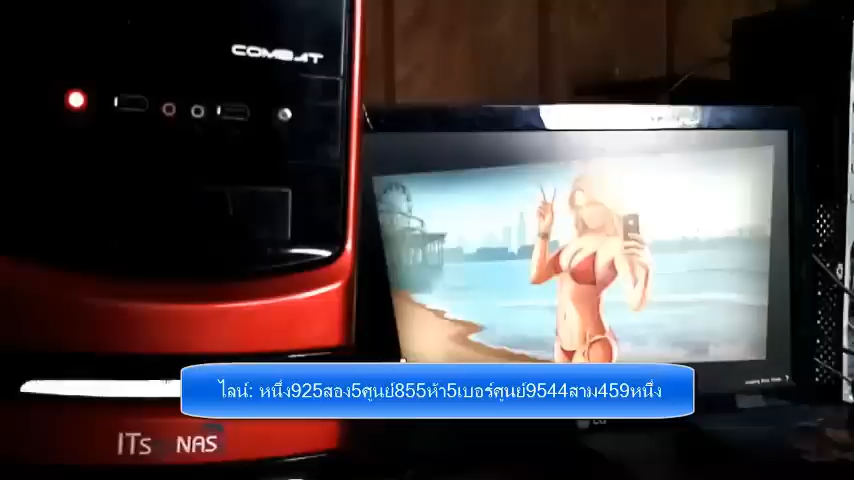 COMBAT
ไลน์: หนึ่ง925สอง5ศูนย์855ห้า5เบอร์ศูนย์9544สาม459หนึ่ง
ITs NAS
LG